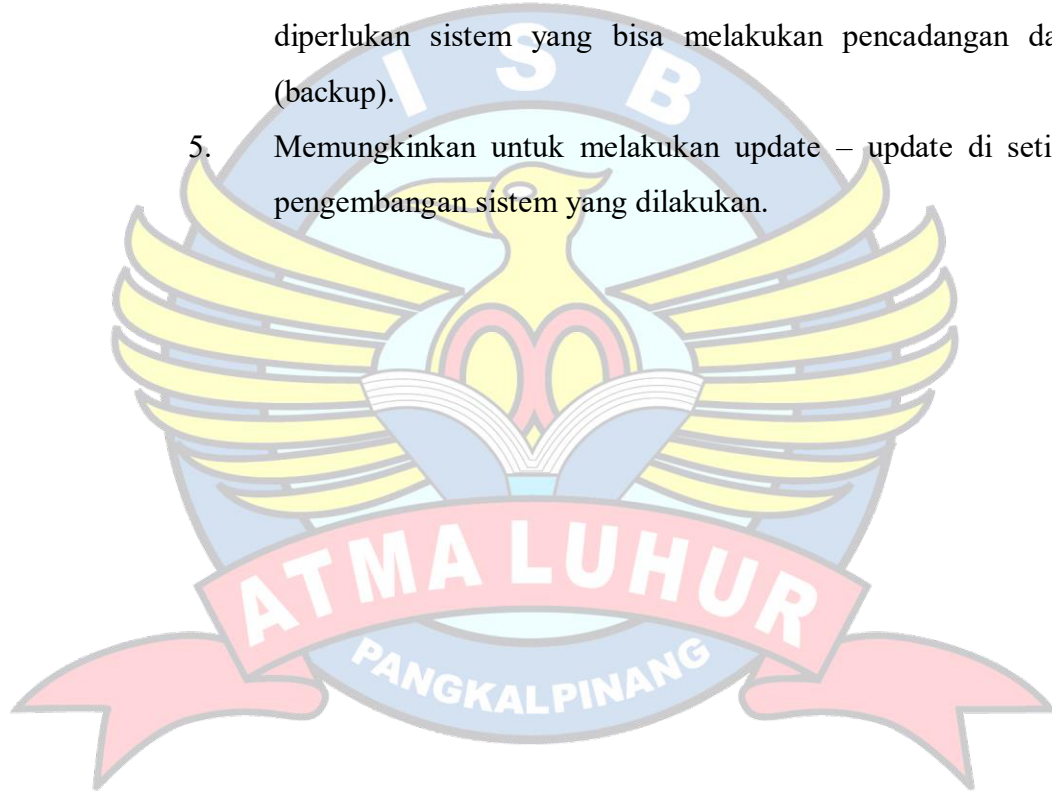 diperlukan sistem yang bisa melakukan pencadangan da
(backup).
5. Memungkinkan untuk melakukan update – update di seti
pengembangan sistem yang dilakukan.
I S B
ATMA LUHUR
PANGKALPINANG